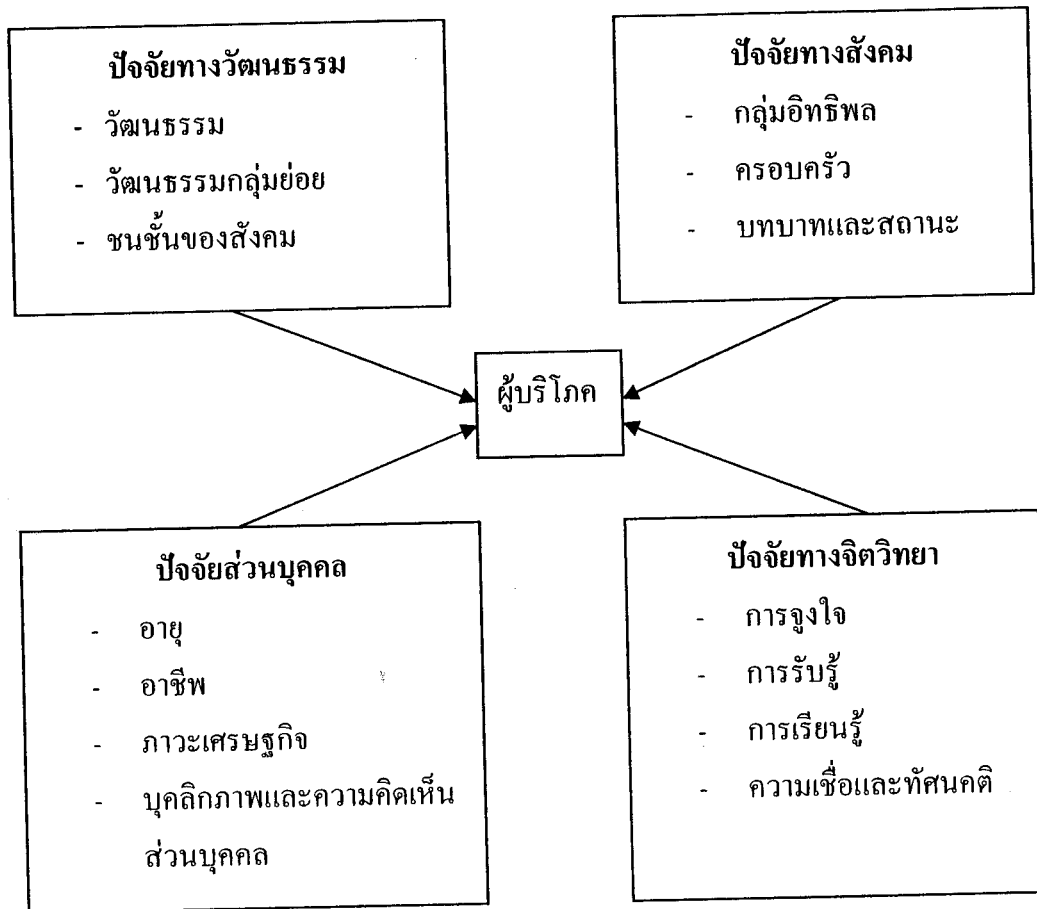 ปัจจัยทางวัฒนธรรม
- วัฒนธรรม
- วัฒนธรรมกลุ่มย่อย
- ชนชั้นของสังคม
ปัจจัยทางสังคม
- กลุ่มอิทธิพล
- ครอบครัว
- บทบาทและสถานะ
ผู้บริโภค
ปัจจัยส่วนบุคคล
- อายุ
- อาชีพ
- ภาวะเศรษฐกิจ
- บุคลิกภาพและความคิดเห็น
ส่วนบุคคล
ปัจจัยทางจิตวิทยา
- การจูงใจ
- การรับรู้
- การเรียนรู้
- ความเชื่อและทัศนคติ